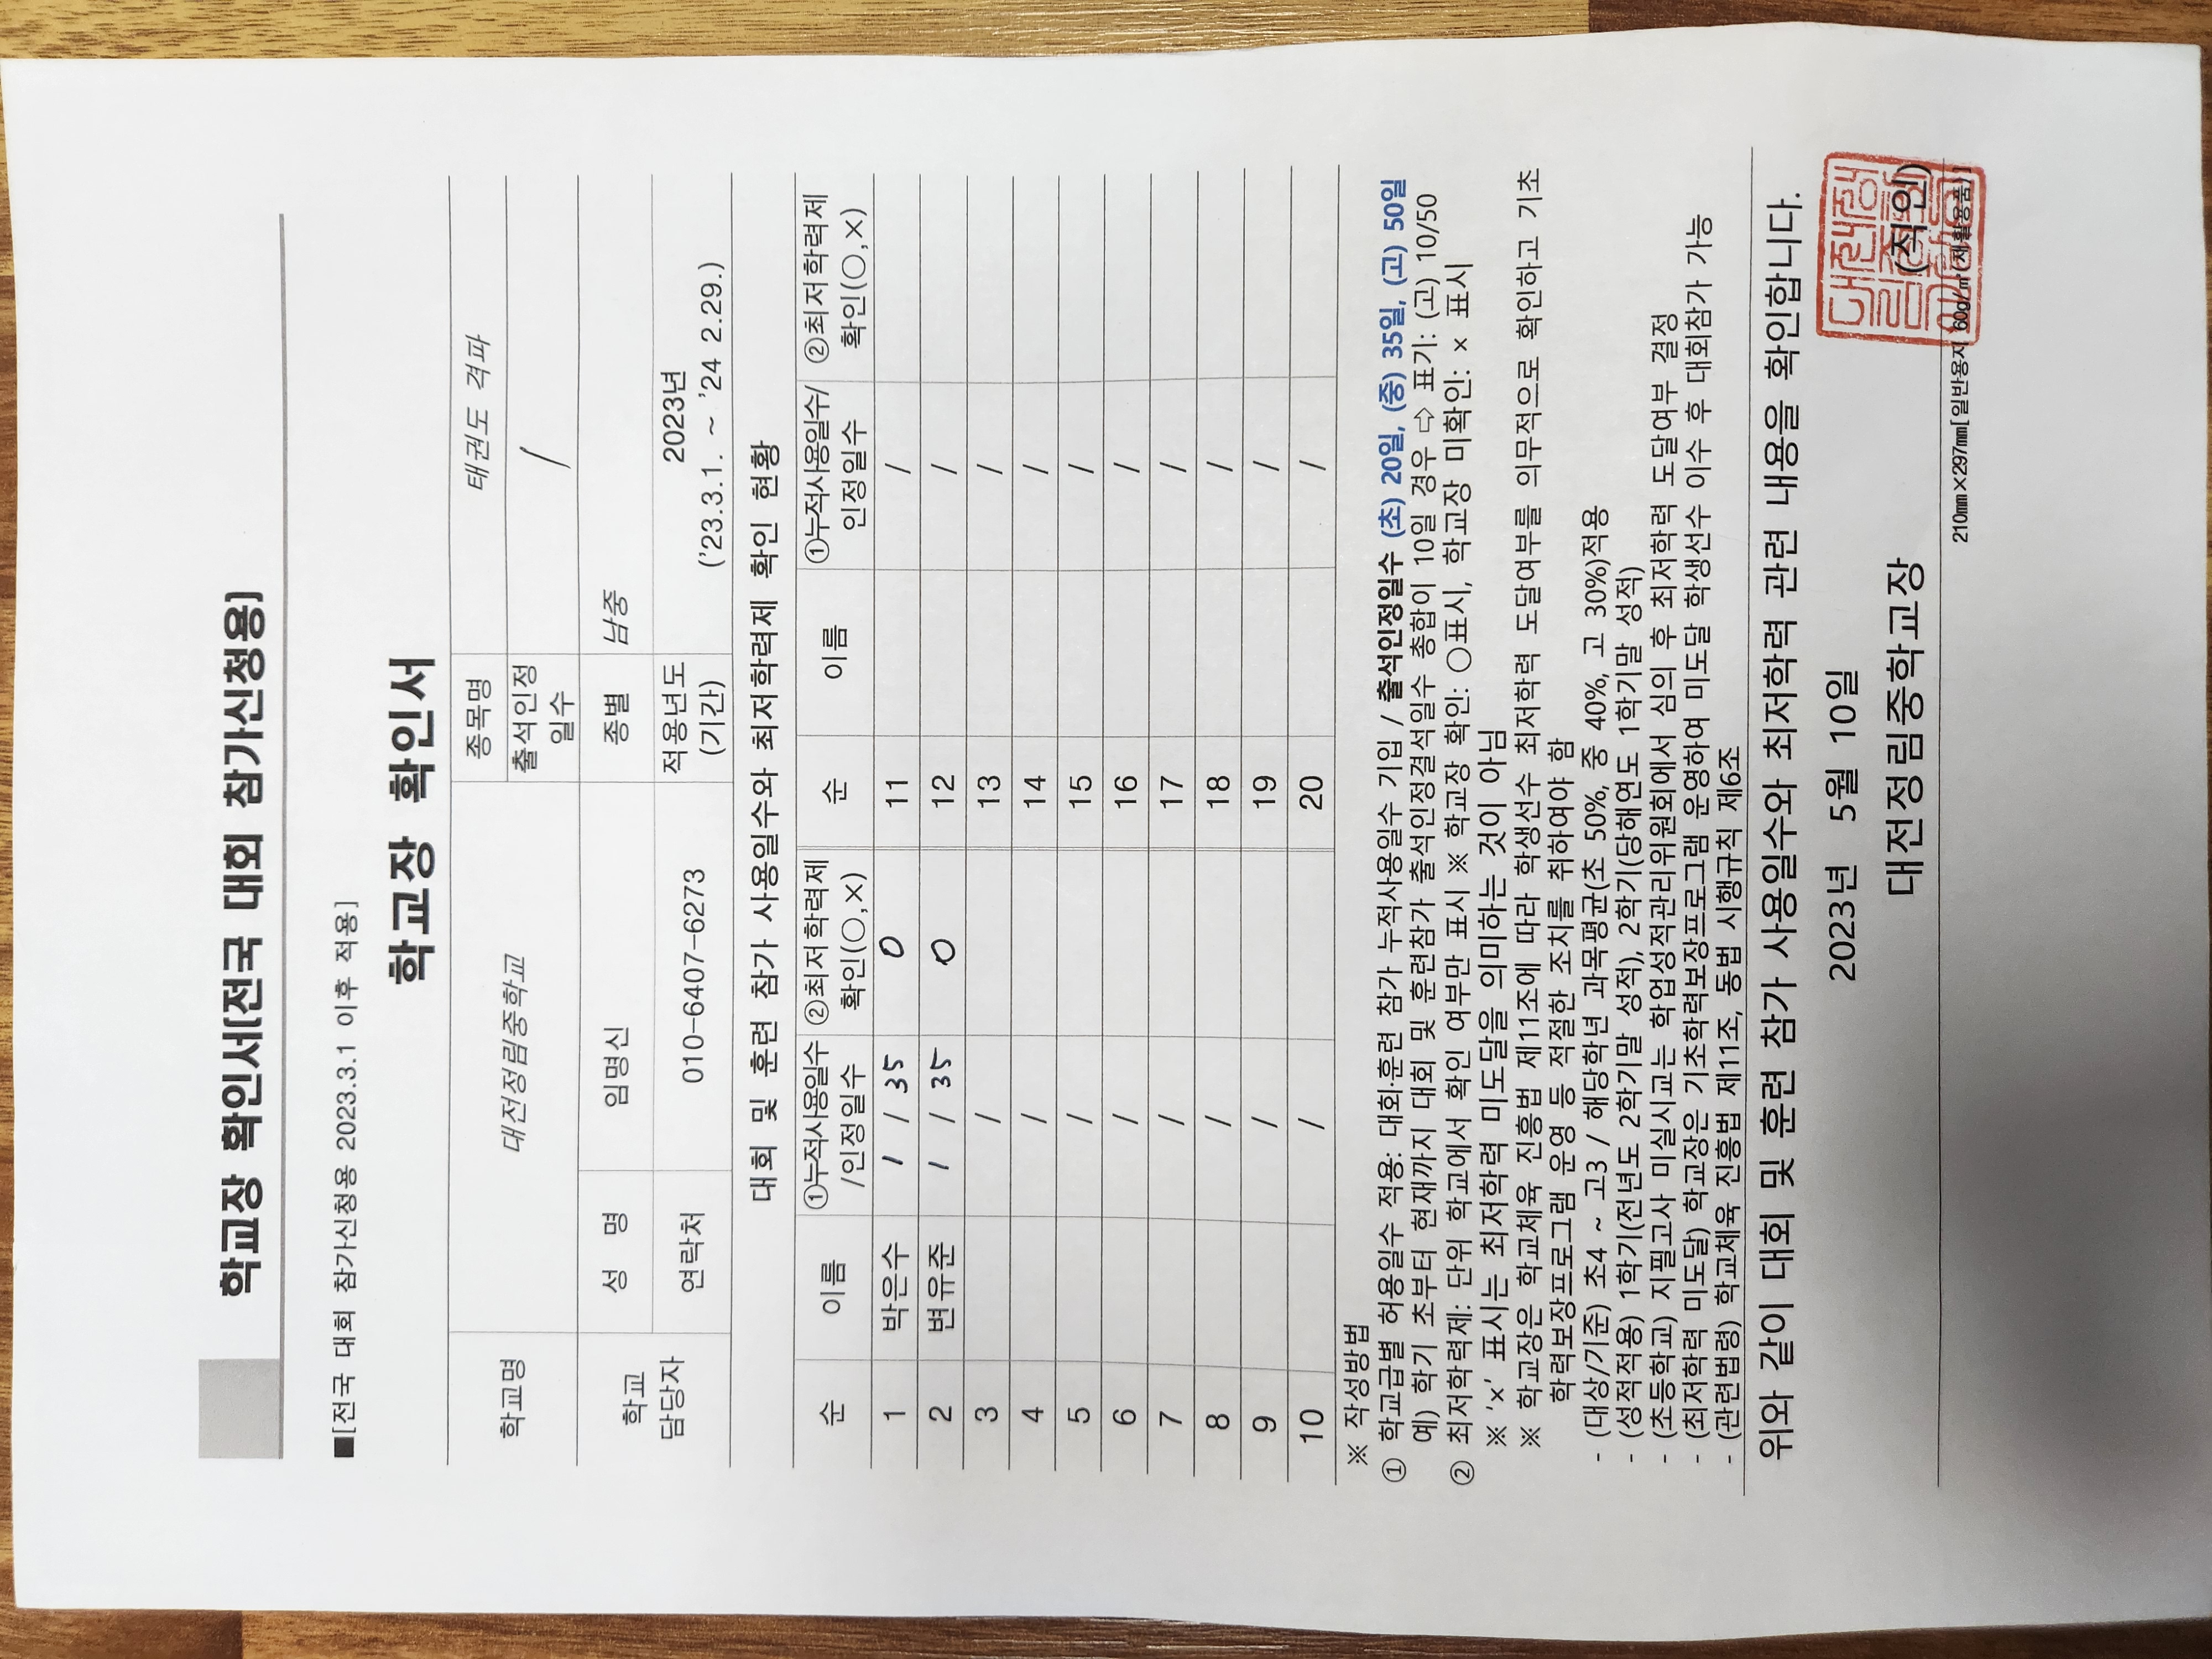 학교장 확인서[전국 대회 참가신청용]
■[전국 대회 참가신청용 2023.3.1 이후 적용]
학교장 확인서
학교명 대전정림중학교 종목명 태권도 격파
출석인정일수 /
학교 담당자 성 명 임명신 종별 남중
연락처 010-6407-6273 적용년도 (기간) 2023년 ('23.3.1. ~ '24 2.29.)
대회 및 훈련 참가 사용일수와 최저학력제 확인 현황
순 이름 ①누적사용일수/인정일수 ②최저학력제 확인(○,×) 순 이름 ①누적사용일수/인정일수 ②최저학력제 확인(○,×)
1 박은수 1 / 35 0 11 /
2 변유준 1 / 35 0 12 /
3 / 13 /
4 / 14 /
5 / 15 /
6 / 16 /
7 / 17 /
8 / 18 /
9 / 19 /
10 / 20 /
※ 작성방법
① 학교급별 허용일수 적용: 대회·훈련 참가 누적사용일수 기입 / 출석인정일수 (초) 20일, (중) 35일, (고) 50일
예) 학기 초부터 현재까지 대회 및 훈련참가 출석인정결석일수 총합이 10일 경우 ⇨ 표기: (고) 10/50
② 최저학력제: 단위 학교에서 확인 여부만 표시 ※ 학교장 확인: ○표시, 학교장 미확인: × 표시
※ '×' 표시는 최저학력 미도달을 의미하는 것이 아님
※ 학교장은 학교체육 진흥법 제11조에 따라 학생선수 최저학력 도달여부를 의무적으로 확인하고 기초
학력보장프로그램 운영 등 적절한 조치를 취하여야 함
- (대상/기준) 초4 ~ 고3 / 해당학년 과목평균(초 50%, 중 40%, 고 30%)적용
- (성적적용) 1학기(전년도 2학기말 성적), 2학기(당해연도 1학기말 성적)
- (초등학교) 지필고사 미실시교는 학업성적관리위원회에서 심의 후 최저학력 도달여부 결정
- (최저학력 미도달) 학교장은 기초학력보장프로그램 운영하여 미도달 학생선수 이수 후 대회참가 가능
- (관련법령) 학교체육 진흥법 제11조, 동법 시행규칙 제6조
위와 같이 대회 및 훈련 참가 사용일수와 최저학력 관련 내용을 확인합니다.
2023년 5월 10일
대전정림중학교장 (직인)
210㎜×297㎜[일반용지 60g/㎡(재활용품)]